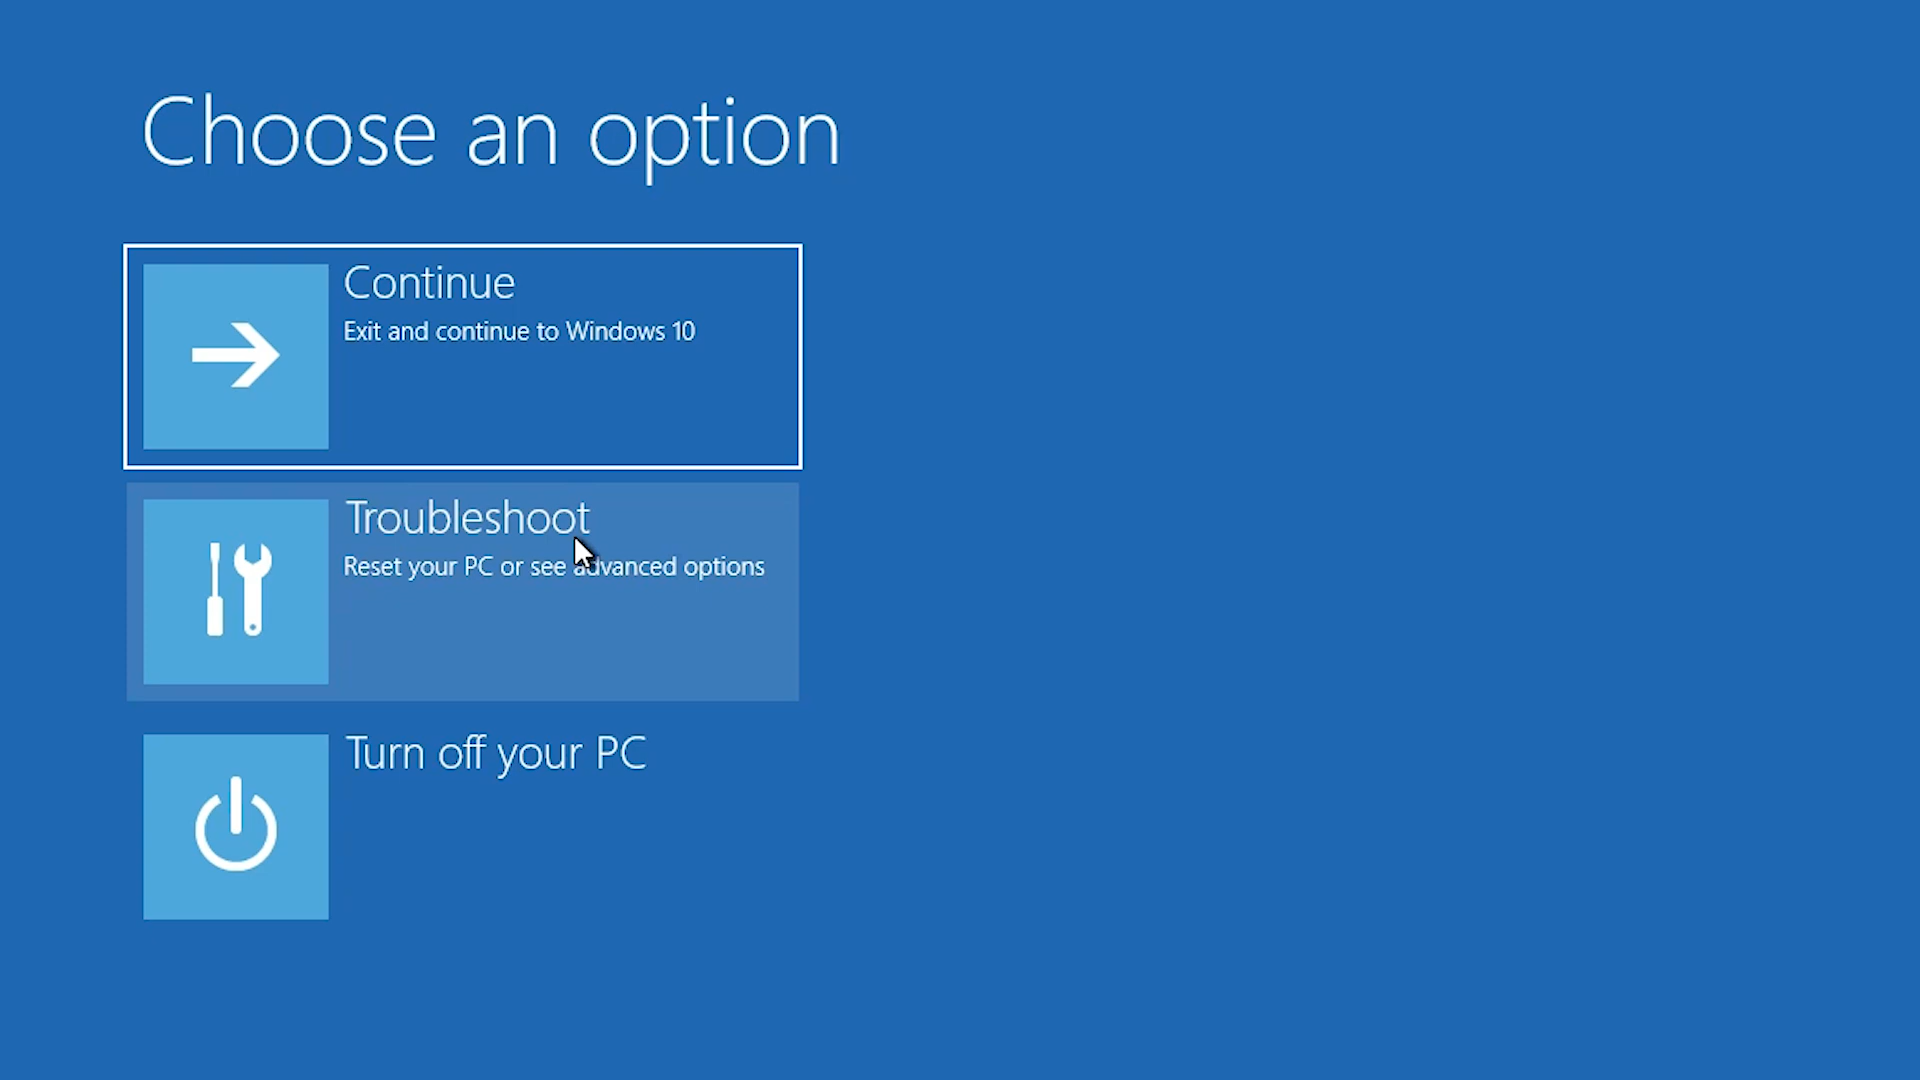 Choose an option
Continue
Exit and continue to Windows 10
Troubleshoot
Reset your PC or see advanced options
Turn off your PC